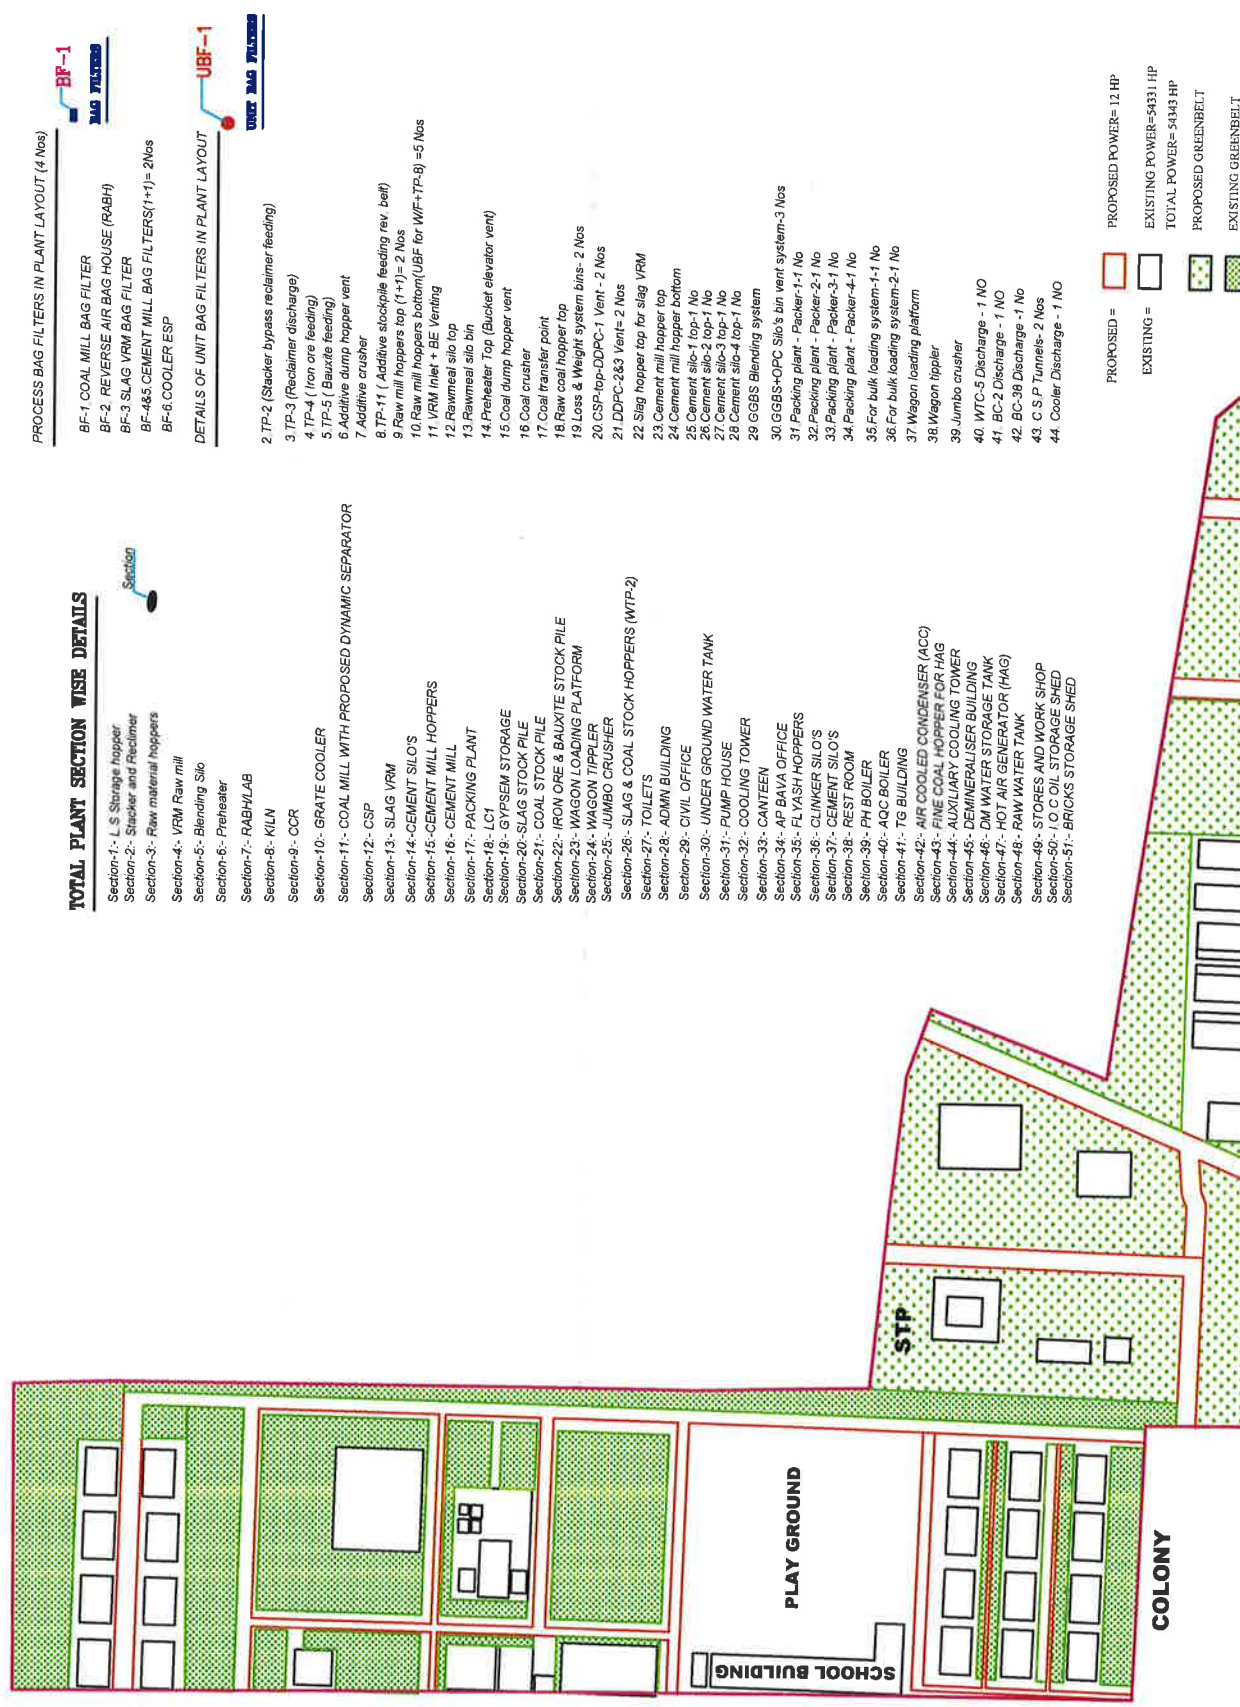 TOTAL PLANT SECTION WISE DETAILS
Section
Section-1:- L.S Storage hopper
Section-2:- Stacker and Reclimer
Section-3:- Raw material hoppers
Section-4:- VRM Raw mill
Section-5:- Blending Silo
Section-6:- Preheater
Section-7:- RABH/LAB
Section-8:- KILN
Section-9:- CCR
Section-10:- GRATE COOLER
Section-11:- COAL MILL WITH PROPOSED DYNAMIC SEPARATOR
Section-12:- CSP
Section-13:- SLAG VRM
Section-14:-CEMENT SILO'S
Section-15:-CEMENT MILL HOPPERS
Section-16:- CEMENT MILL
Section-17:- PACKING PLANT
Section-18:- LC1
Section-19:- GYPSEM STORAGE
Section-20:-SLAG STOCK PILE
Section-21:- COAL STOCK PILE
Section-22:- IRON ORE & BAUXITE STOCK PILE
Section-23:- WAGON LOADING PLATFORM
Section-24:- WAGON TIPPLER
Section-25:- JUMBO CRUSHER
Section-26:- SLAG & COAL STOCK HOPPERS (WTP-2)
Section-27:- TOILETS
Section-28:- ADMN BUILDING
Section-29:- CIVIL OFFICE
Section-30:- UNDER GROUND WATER TANK
Section-31:- PUMP HOUSE
Section-32:- COOLING TOWER
Section-33:- CANTEEN
Section-34:- AP BAVA OFFICE
Section-35:- FLYASH HOPPERS
Section-36:- CLINKER SILO'S
Section-37:- CEMENT SILO'S
Section-38:- REST ROOM
Section-39:- PH BOILER
Section-40:- AQC BOILER
Section-41:- TG BUILDING
Section-42:- AIR COOLED CONDENSER (ACC)
Section-43:- FINE COAL HOPPER FOR HAG
Section-44:- AUXILIARY COOLING TOWER
Section-45:- DEMINERALISER BUILDING
Section-46:- DM WATER STORAGE TANK
Section-47:- HOT AIR GENERATOR (HAG)
Section-48:- RAW WATER TANK
Section-49:- STORES AND WORK SHOP
Section-50:- I.O.C OIL STORAGE SHED
Section-51:- BRICKS STORAGE SHED
PROCESS BAG FILTERS IN PLANT LAYOUT (4 Nos)
BF-1
BAG FILTERS
BF-1, COAL MILL BAG FILTER
BF-2, REVERSE AIR BAG HOUSE (RABH)
BF-3.SLAG VRM BAG FILTER
BF-4&5.CEMENT MILL BAG FILTERS(1+1)= 2Nos
BF-6.COOLER ESP
DETAILS OF UNIT BAG FILTERS IN PLANT LAYOUT
UBF-1
UNIT BAG FILTERS
2.TP-2 (Stacker bypass reclaimer feeding)
3.TP-3 (Reclaimer discharge)
4.TP-4 ( Iron ore feeding)
5.TP-5 ( Bauxite feeding)
6.Additive dump hopper vent
7.Additive crusher
8.TP-11 ( Additive stockpile feeding rev. belt)
9.Raw mill hoppers top (1+1)= 2 Nos
10.Raw mill hoppers bottom(UBF for W/F+TP-8) =5 Nos
11.VRM Inlet + BE Venting
12.Rawmeal silo top
13.Rawmeal silo bin
14.Preheater Top (Bucket elevator vent)
15.Coal dump hopper vent
16.Coal crusher
17.Coal transfer point
18.Raw coal hopper top
19.Loss & Weight system bins- 2 Nos
20.CSP-top-DDPC-1 Vent - 2 Nos
21.DDPC-2&3 Vent= 2 Nos
22.Slag hopper top for slag VRM
23.Cement mill hopper top
24.Cement mill hopper bottom
25.Cement silo-1 top-1 No
26.Cement silo-2 top-1 No
27.Cement silo-3 top-1 No
28.Cement silo-4 top-1 No
29.GGBS Blending system
30.GGBS+OPC Silo's bin vent system-3 Nos
31.Packing plant - Packer-1-1 No
32.Packing plant - Packer-2-1 No
33.Packing plant - Packer-3-1 No
34.Packing plant - Packer-4-1 No
35.For bulk loading system-1-1 No
36.For bulk loading system-2-1 No
37.Wagon loading platform
38.Wagon tippler
39.Jumbo crusher
40. WTC-5 Discharge - 1 NO
41. BC-2 Discharge - 1 NO
42. BC-3B Discharge -1 No
43. C.S.P Tunnels- 2 Nos
44. Cooler Discharge - 1 NO
PROPOSED =
PROPOSED POWER= 12 HP
EXISTING =
EXISTING POWER=54331 HP
TOTAL POWER= 54343 HP
PROPOSED GREENBELT
EXISTING GREENBELT
STP
PLAY GROUND
SCHOOL BUILDING
COLONY